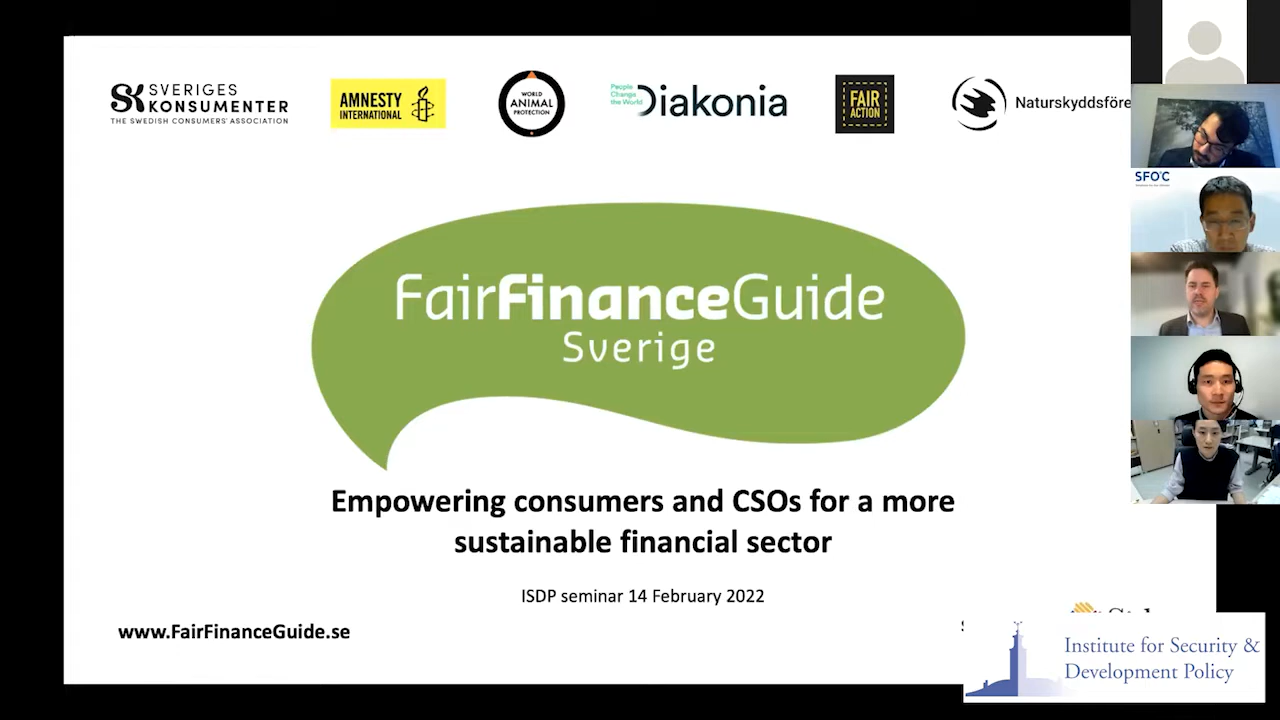 SVERIGES
KONSUMENTER
THE SWEDISH CONSUMERS' ASSOCIATION
AMNESTY
INTERNATIONAL
WORLD
ANIMAL
PROTECTION
People
Change
the World
Diakonia
FAIR
ACTION
Naturskyddsföre
SFOC
FairFinanceGuide
Sverige
Empowering consumers and CSOs for a more
sustainable financial sector
ISDP seminar 14 February 2022
www.FairFinanceGuide.se
Institute for Security &
Development Policy